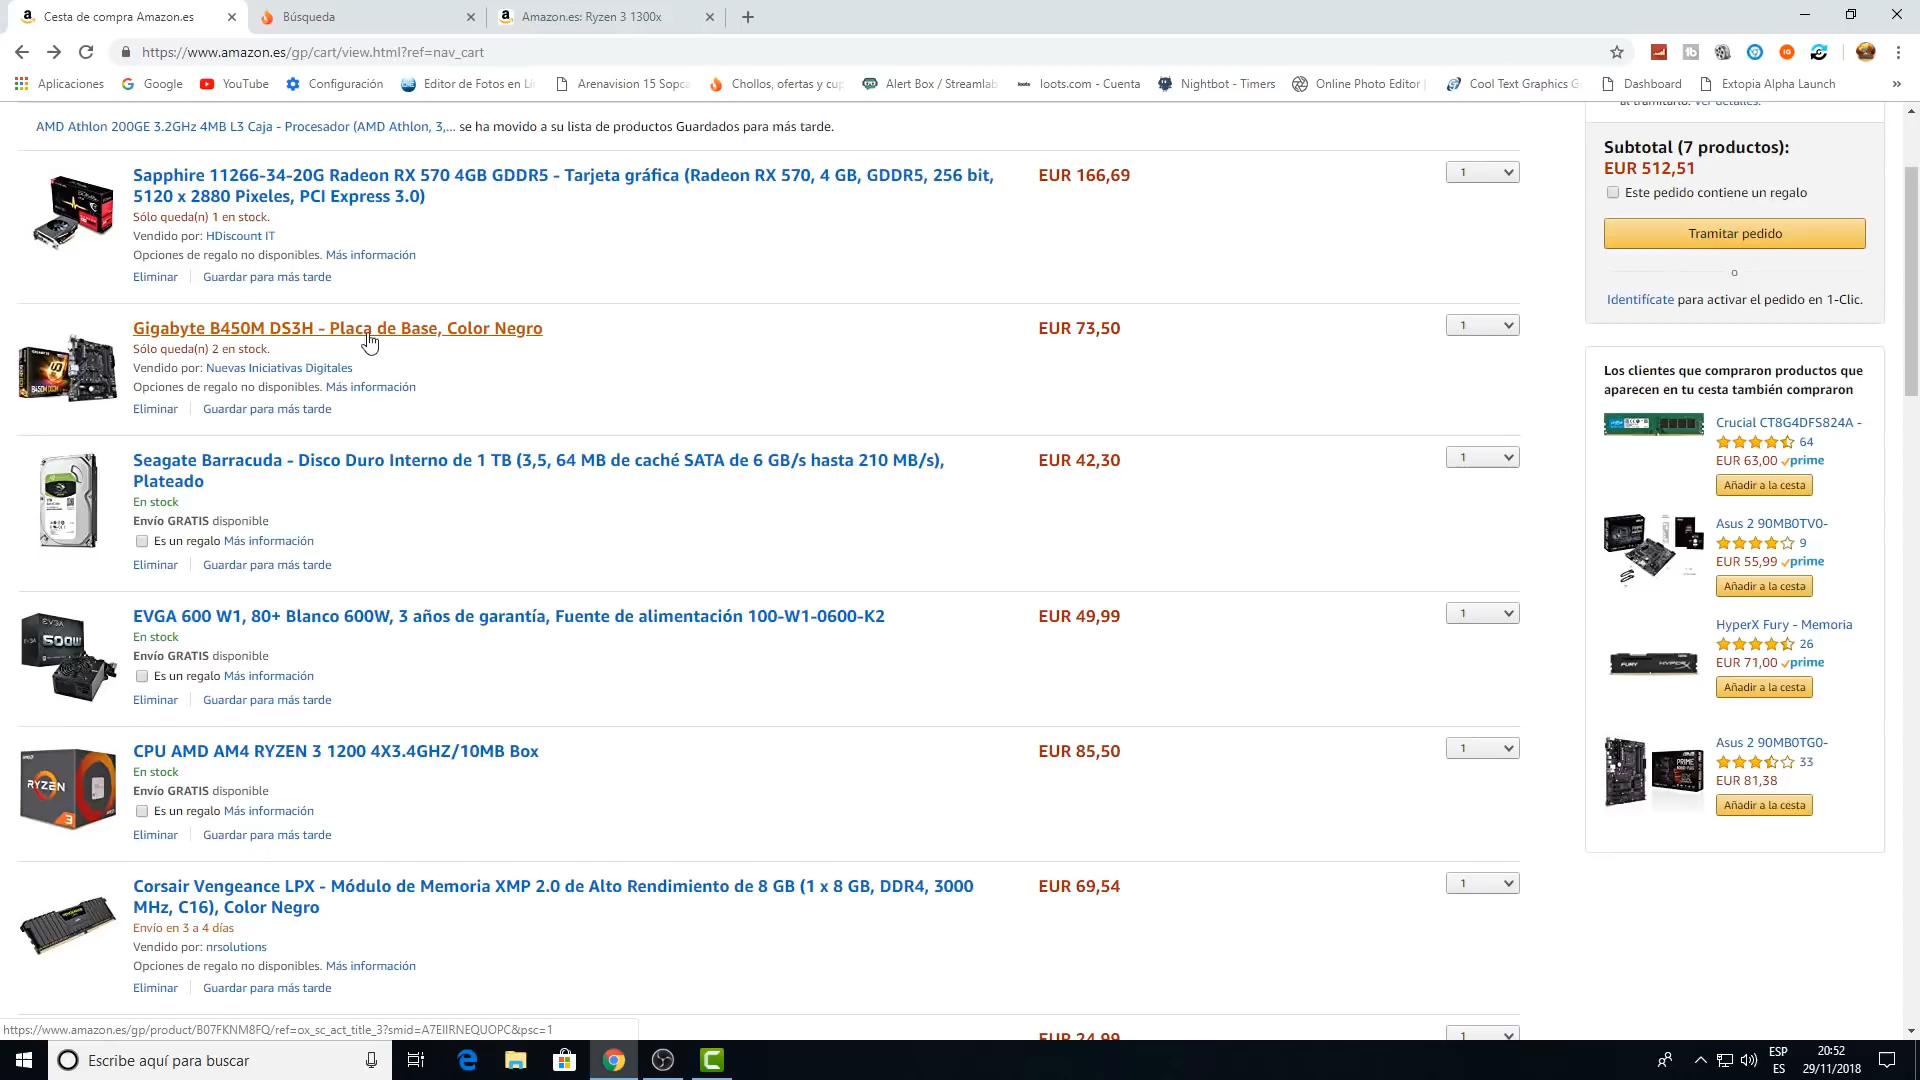 Cesta de compra Amazon.es
Búsqueda
Amazon.es: Ryzen 3 1300x
https://www.amazon.es/gp/cart/view.html?ref=nav_cart
Aplicaciones
Google
YouTube
Configuración
Editor de Fotos en Lín
Arenavision 15 Sopca
Chollos, ofertas y cup
Alert Box / Streamlab
loots.com - Cuenta
Nightbot - Timers
Online Photo Editor
Cool Text Graphics G
Dashboard
Extopia Alpha Launch
»
AMD Athlon 200GE 3.2GHz 4MB L3 Caja - Procesador (AMD Athlon, 3,... se ha movido a su lista de productos Guardados para más tarde.
Sapphire 11266-34-20G Radeon RX 570 4GB GDDR5 - Tarjeta gráfica (Radeon RX 570, 4 GB, GDDR5, 256 bit,
5120 x 2880 Pixeles, PCI Express 3.0)
EUR 166,69
1
Sólo queda(n) 1 en stock.
Vendido por: HDiscount IT
Opciones de regalo no disponibles. Más información
Eliminar
Guardar para más tarde
Gigabyte B450M DS3H - Placa de Base, Color Negro
EUR 73,50
1
Sólo queda(n) 2 en stock.
Vendido por: Nuevas Iniciativas Digitales
Opciones de regalo no disponibles. Más información
Eliminar
Guardar para más tarde
Seagate Barracuda - Disco Duro Interno de 1 TB (3,5, 64 MB de caché SATA de 6 GB/s hasta 210 MB/s),
Plateado
EUR 42,30
1
En stock
Envío GRATIS disponible
Es un regalo Más información
Eliminar
Guardar para más tarde
EVGA 600 W1, 80+ Blanco 600W, 3 años de garantía, Fuente de alimentación 100-W1-0600-K2
EUR 49,99
1
En stock
Envío GRATIS disponible
Es un regalo Más información
Eliminar
Guardar para más tarde
CPU AMD AM4 RYZEN 3 1200 4X3.4GHZ/10MB Box
EUR 85,50
1
En stock
Envío GRATIS disponible
Es un regalo Más información
Eliminar
Guardar para más tarde
Corsair Vengeance LPX - Módulo de Memoria XMP 2.0 de Alto Rendimiento de 8 GB (1 x 8 GB, DDR4, 3000
MHz, C16), Color Negro
EUR 69,54
1
Envío en 3 a 4 días
Vendido por: nrsolutions
Opciones de regalo no disponibles. Más información
Eliminar
Guardar para más tarde
EUR 24,99
1
al tramitarlo. Ver detalles.
Subtotal (7 productos):
EUR 512,51
Este pedido contiene un regalo
Tramitar pedido
o
Identifícate para activar el pedido en 1-Clic.
Los clientes que compraron productos que
aparecen en tu cesta también compraron
Crucial CT8G4DFS824A -
64
EUR 63,00 prime
Añadir a la cesta
Asus 2 90MB0TV0-
9
EUR 55,99 prime
Añadir a la cesta
HyperX Fury - Memoria
26
EUR 71,00 prime
Añadir a la cesta
Asus 2 90MB0TG0-
33
EUR 81,38
Añadir a la cesta
EVGA
600W
RYZEN
3
FURY
HYPERX
https://www.amazon.es/gp/product/B07FKNM8FQ/ref=ox_sc_act_title_3?smid=A7EIIRNEQUOPC&psc=1
Escribe aquí para buscar
ESP
ES
20:52
29/11/2018